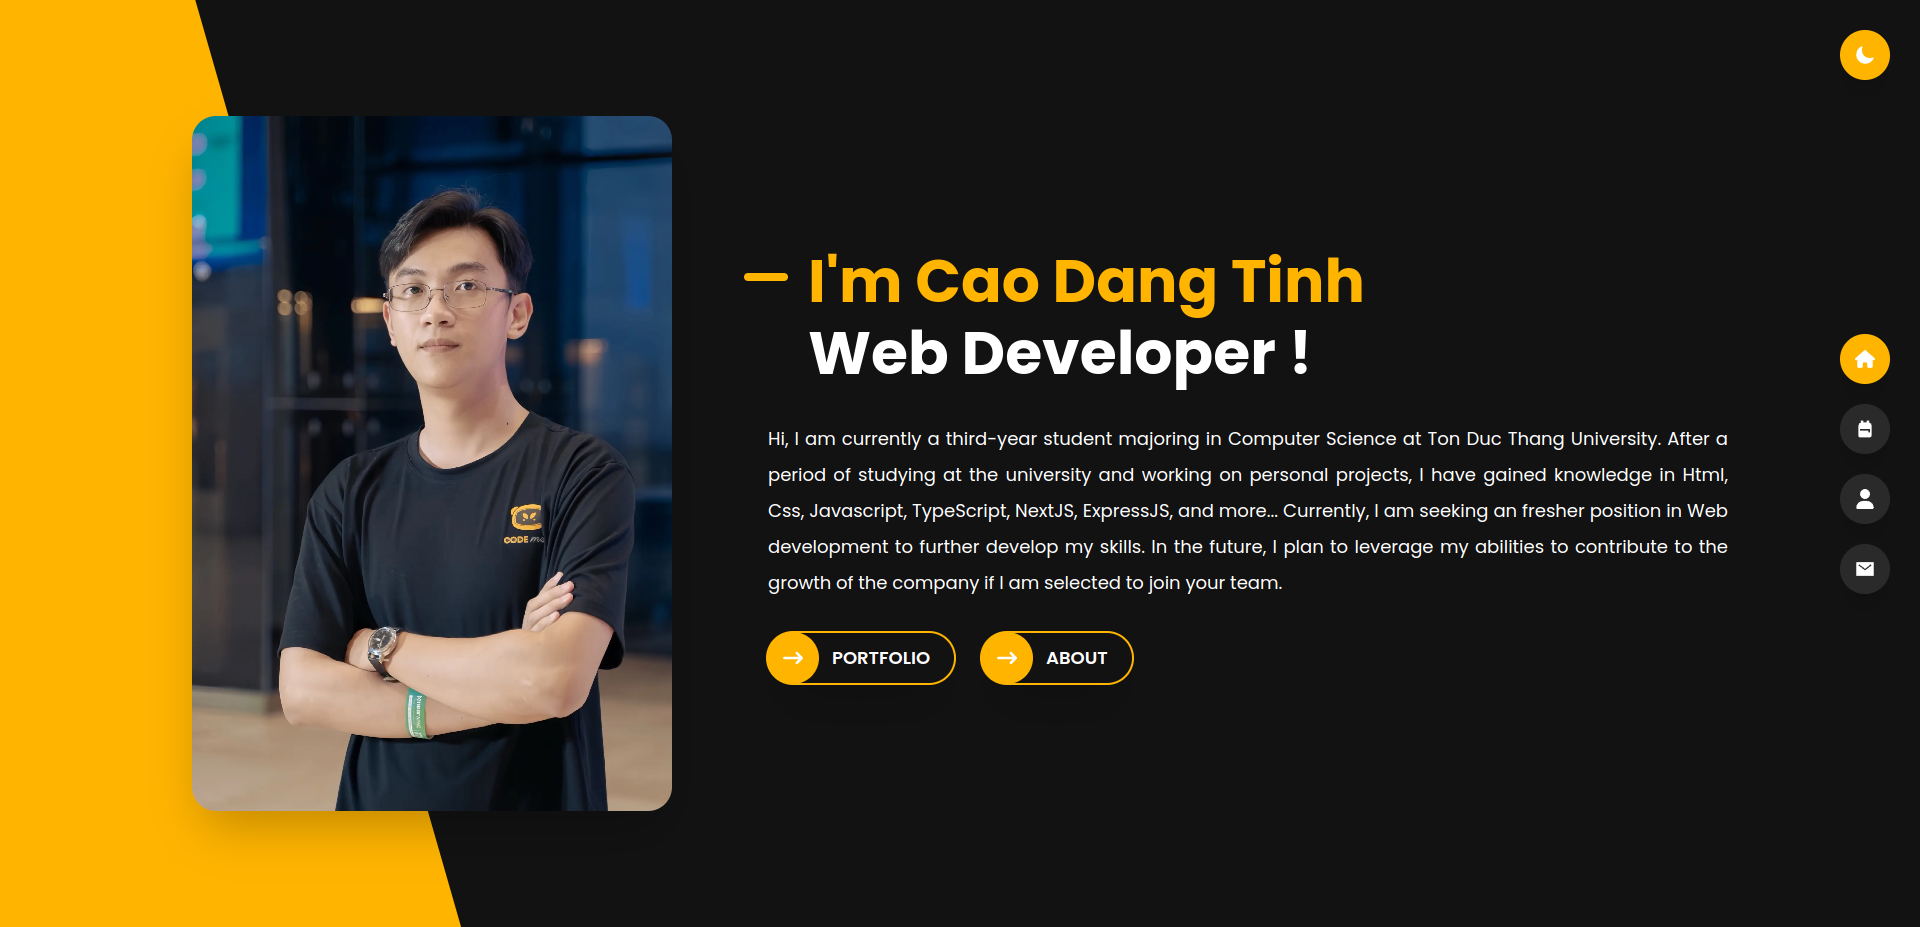 I'm Cao Dang Tinh
Web Developer !
Hi, I am currently a third-year student majoring in Computer Science at Ton Duc Thang University. After a
period of studying at the university and working on personal projects, I have gained knowledge in Html,
Css, Javascript, TypeScript, NextJS, ExpressJS, and more... Currently, I am seeking an fresher position in Web
development to further develop my skills. In the future, I plan to leverage my abilities to contribute to the
growth of the company if I am selected to join your team.
PORTFOLIO
ABOUT
CODE